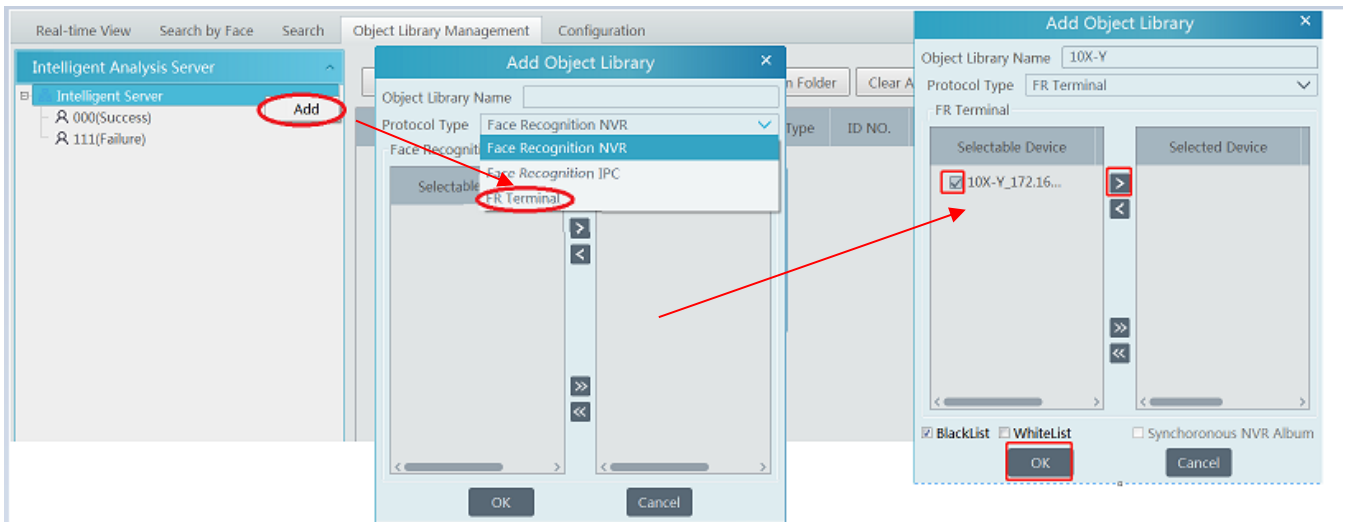 Real-time View Search by Face Search Object Library Management Configuration
Intelligent Analysis Server
Intelligent Server
000(Success)
111(Failure)
Add
Folder Clear A
Type ID NO.
Add Object Library
Object Library Name
Protocol Type Face Recognition NVR
Face Recognition NVR
Face Recognition IPC
FR Terminal
Face Recognit
Selectable
>
<
>>
<<
OK Cancel
Add Object Library
Object Library Name 10X-Y
Protocol Type FR Terminal
FR Terminal
Selectable Device Selected Device
10X-Y_172.16...
>
<
>>
<<
BlackList WhiteList Synchoronous NVR Album
OK Cancel